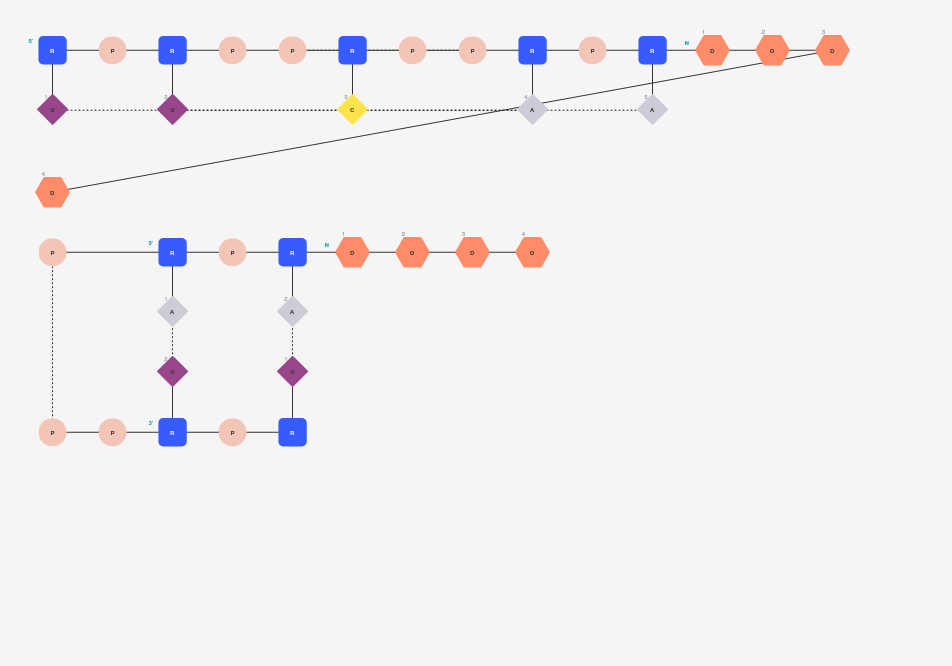 1 2 3
5' R P R P P R P P R P R N D D D
1 2 3 4 5
U U C A A
4
D
1 2 3 4
P 5' R P R N D D D D
1 2
A A
2 1
U U
P P 3' R P R